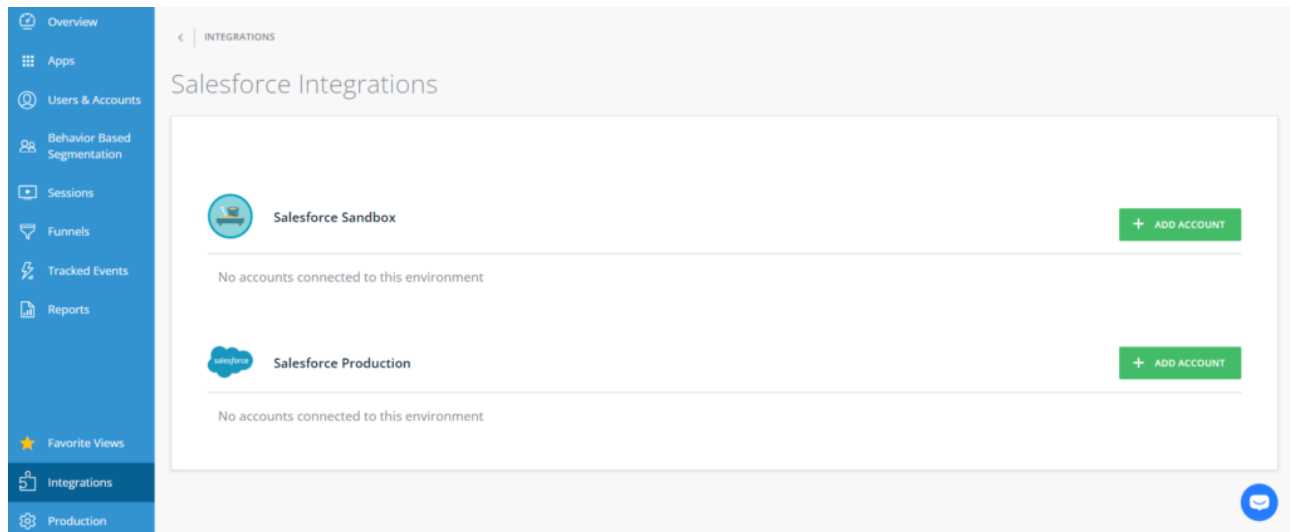 Overview
Apps
Users & Accounts
Behavior Based
Segmentation
Sessions
Funnels
Tracked Events
Reports
Favorite Views
5
Integrations
Production
< INTEGRATIONS
Salesforce Integrations
Salesforce Sandbox
+ ADD ACCOUNT
No accounts connected to this environment
salesforce
Salesforce Production
+ ADD ACCOUNT
No accounts connected to this environment